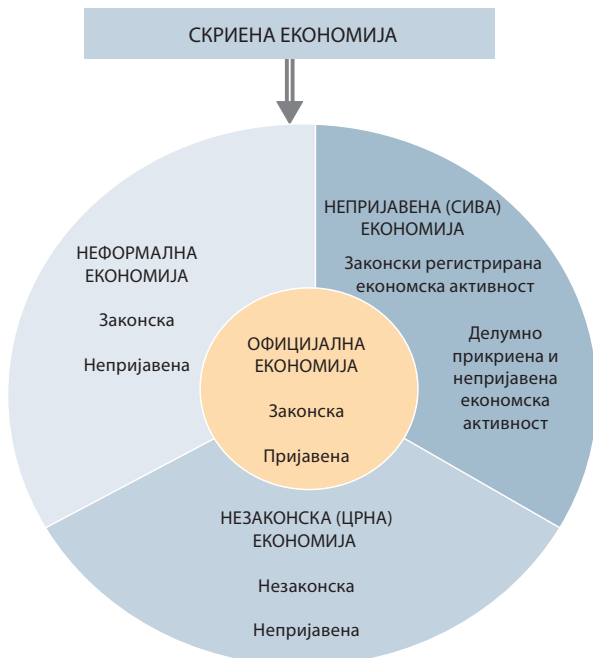 СКРИЕНА ЕКОНОМИЈА
НЕФОРМАЛНА
ЕКОНОМИЈА
Законска
Непријавена
НЕПРИЈАВЕНА (СИВА)
ЕКОНОМИЈА
Законски регистрирана
економска активност
Делумно
прикриена и
непријавена
економска
активност
ОФИЦИЈАЛНА
ЕКОНОМИЈА
Законска
Пријавена
НЕЗАКОНСКА (ЦРНА)
ЕКОНОМИЈА
Незаконска
Непријавена